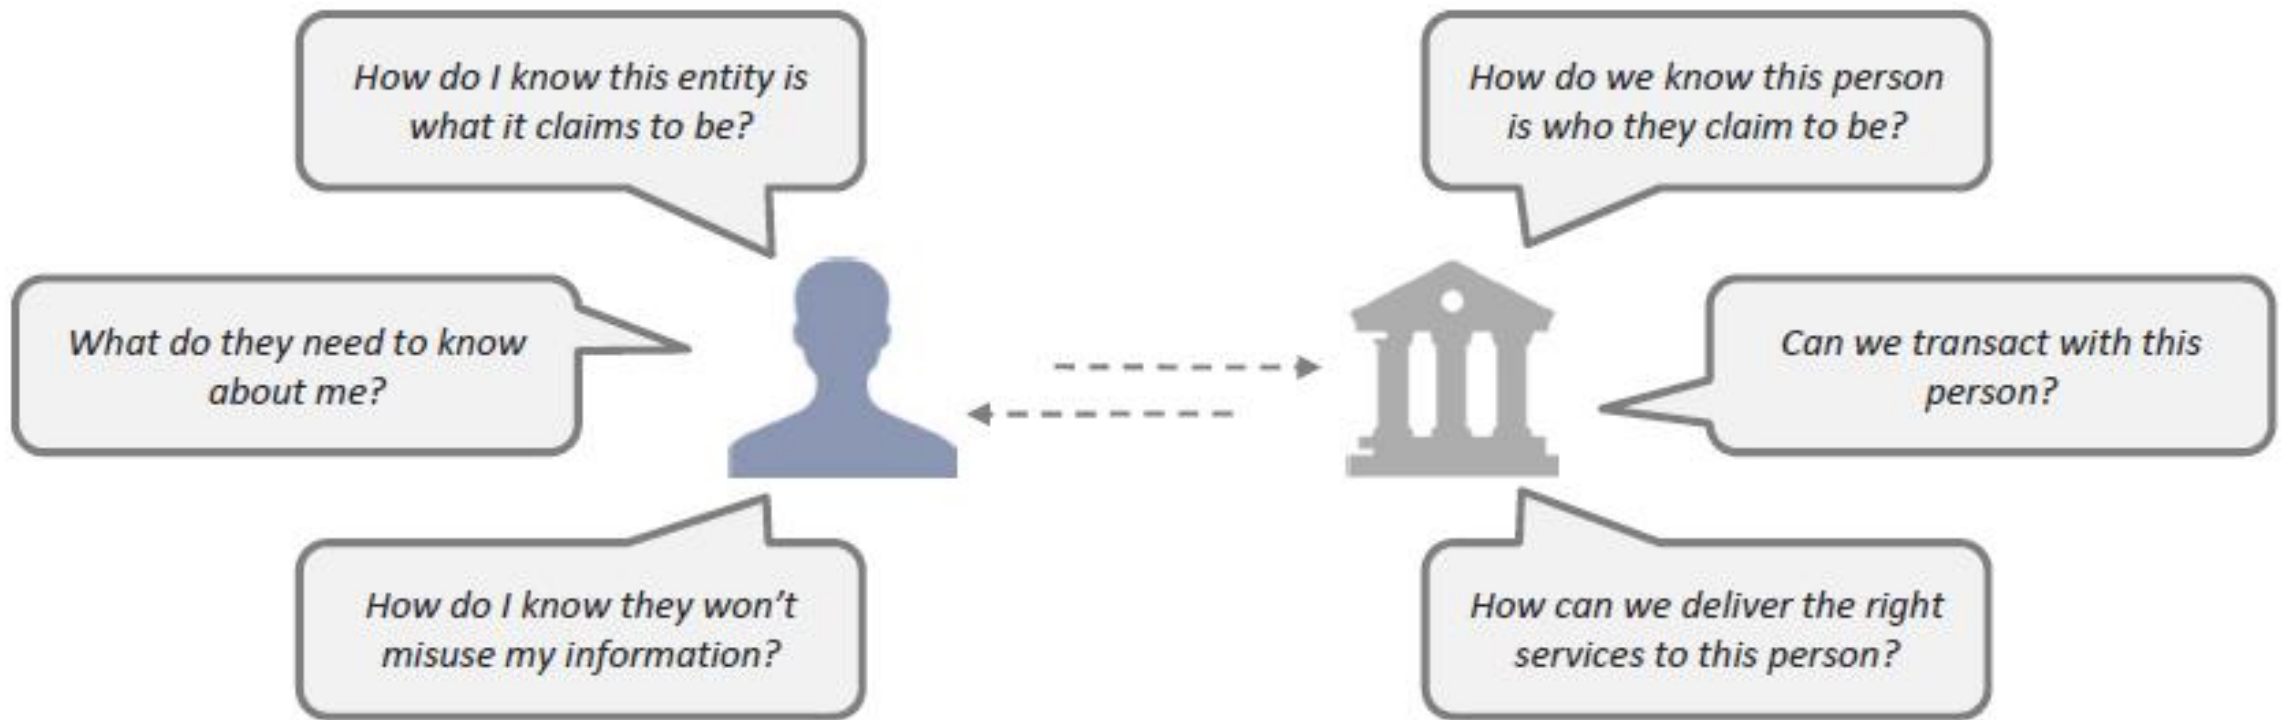 How do I know this entity is
what it claims to be?
What do they need to know
about me?
How do I know they won't
misuse my information?
How do we know this person
is who they claim to be?
Can we transact with this
person?
How can we deliver the right
services to this person?